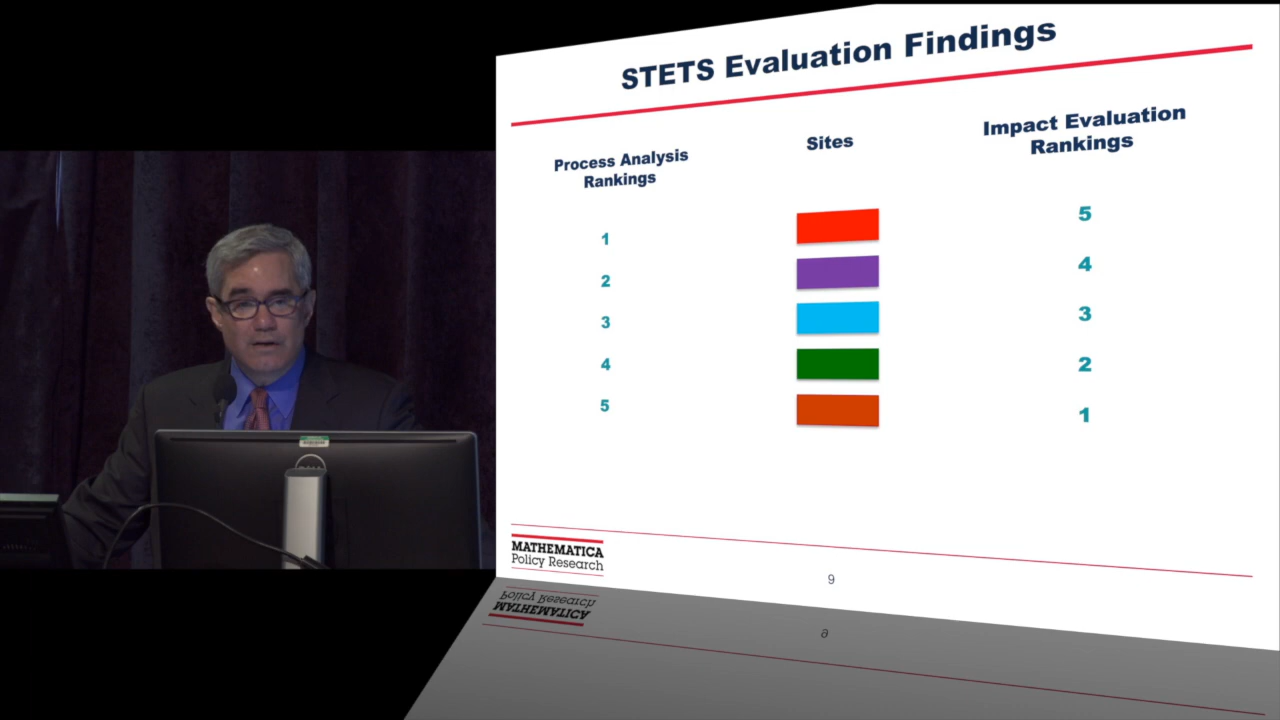 STETS Evaluation Findings
Process Analysis
Rankings
Sites
Impact Evaluation
Rankings
1
5
2
4
3
3
4
2
5
1
MATHEMATICA
Policy Research
9